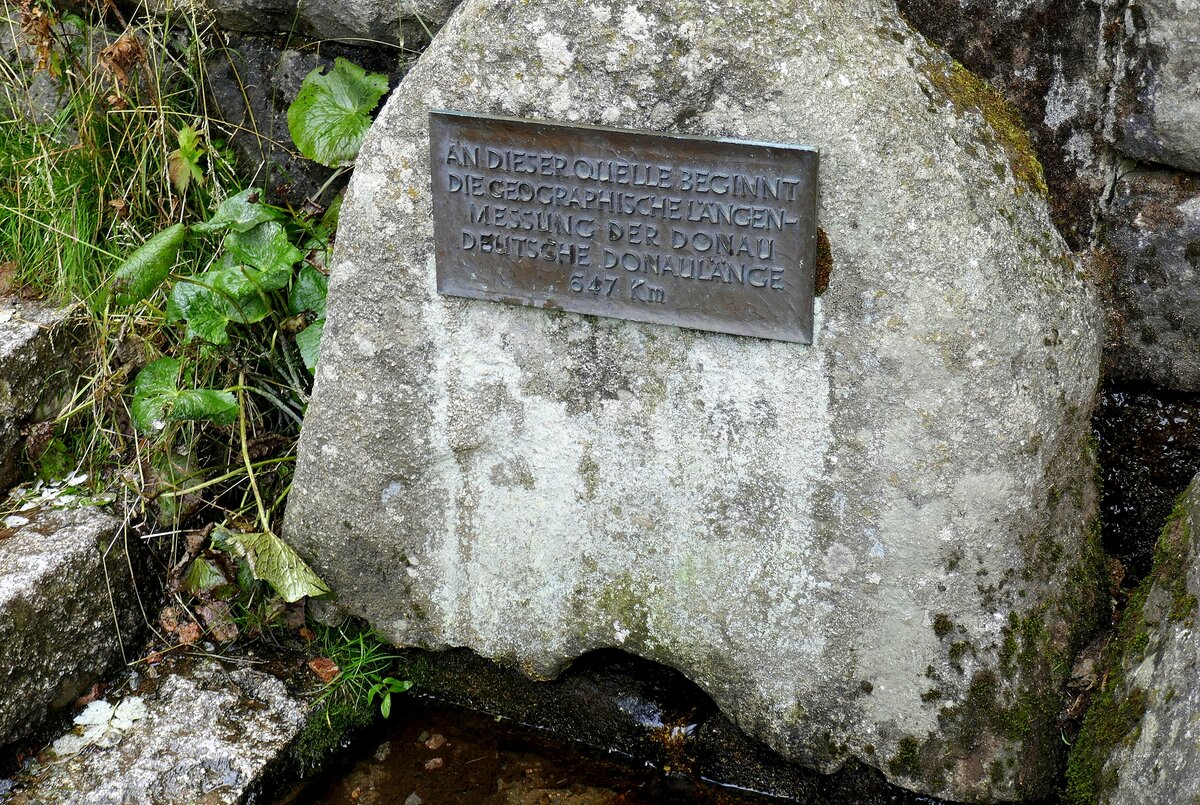 AN DIESER QUELLE BEGINNT
DIE GEOGRAPHISCHE LÄNGEN-
MESSUNG DER DONAU
DEUTSCHE DONAULÄNGE
647 Km